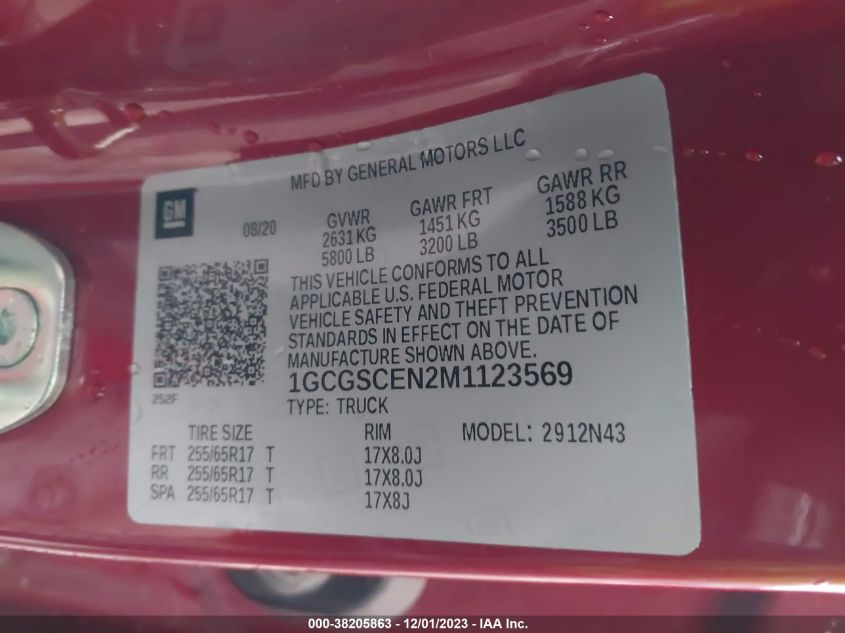 MFD BY GENERAL MOTORS LLC
GM
08/20
GVWR GAWR FRT GAWR RR
2631 KG 1451 KG 1588 KG
5800 LB 3200 LB 3500 LB
THIS VEHICLE CONFORMS TO ALL
APPLICABLE U.S. FEDERAL MOTOR
VEHICLE SAFETY AND THEFT PREVENTION
STANDARDS IN EFFECT ON THE DATE OF
MANUFACTURE SHOWN ABOVE.
1GCGSCEN2M1123569
252F
TYPE: TRUCK
TIRE SIZE RIM MODEL: 2912N43
FRT 255/65R17 T 17X8.0J
RR 255/65R17 T 17X8.0J
SPA 255/65R17 T 17X8J
000-38205863 - 12/01/2023 - IAA Inc.